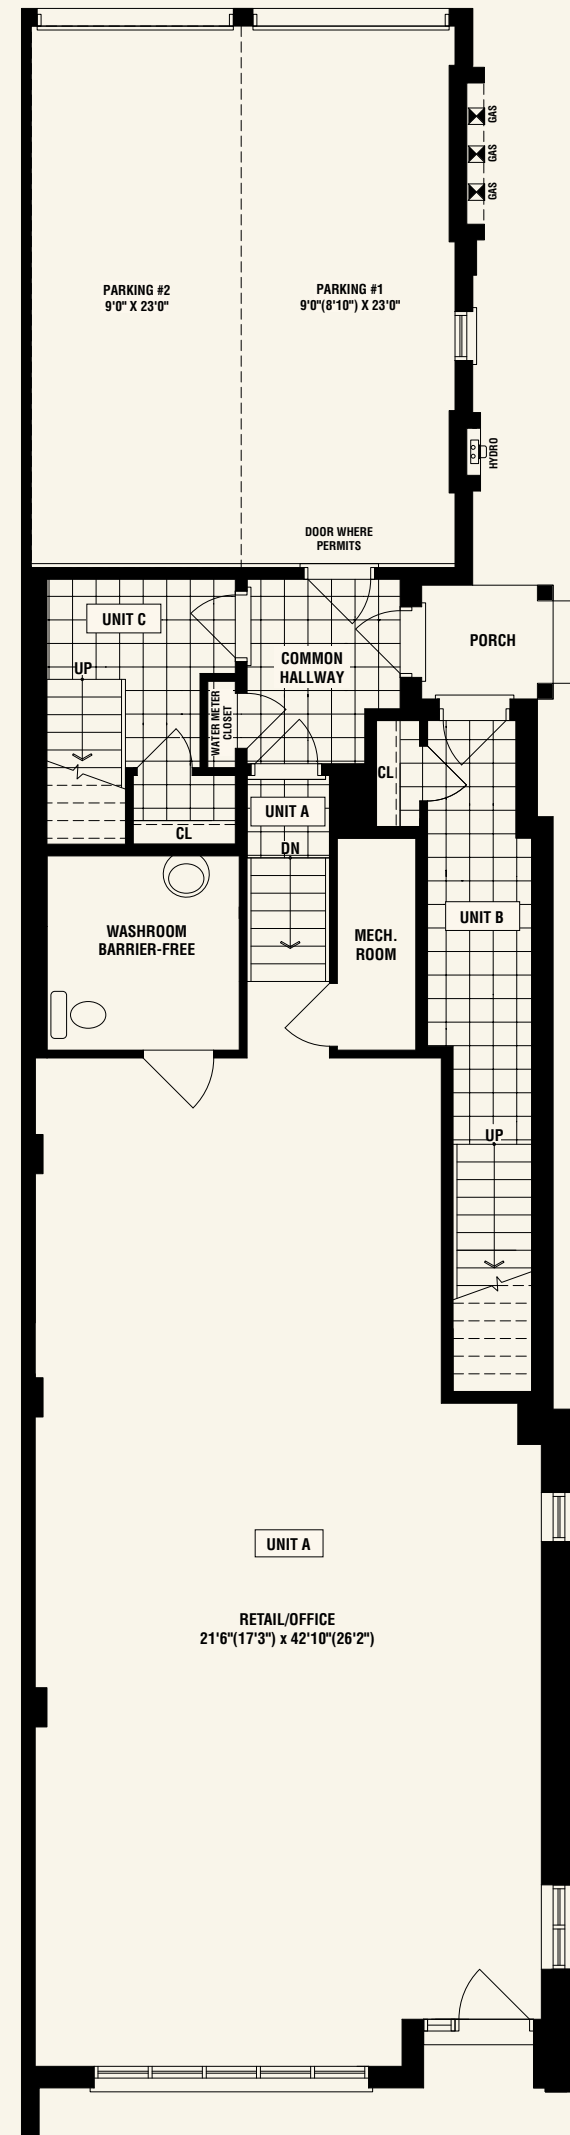 GAS
GAS
GAS
PARKING #2
9'0" X 23'0"
PARKING #1
9'0"(8'10") X 23'0"
HYDRO
DOOR WHERE
PERMITS
UNIT C
COMMON
HALLWAY
PORCH
UP
WATER METER
CLOSET
CL
UNIT A
CL
DN
UNIT B
WASHROOM
BARRIER-FREE
MECH.
ROOM
UP
UNIT A
RETAIL/OFFICE
21'6"(17'3") x 42'10"(26'2")